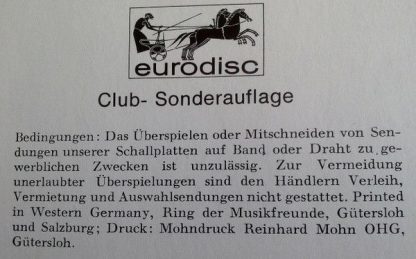 eurodisc
Club- Sonderauflage
Bedingungen: Das Überspielen oder Mitschneiden von Sen-
dungen unserer Schallplatten auf Band oder Draht zu ge-
werblichen Zwecken ist unzulässig. Zur Vermeidung
unerlaubter Überspielungen sind den Händlern Verleih,
Vermietung und Auswahlsendungen nicht gestattet. Printed
in Western Germany, Ring der Musikfreunde, Gütersloh
und Salzburg; Druck: Mohndruck Reinhard Mohn OHG,
Gütersloh.